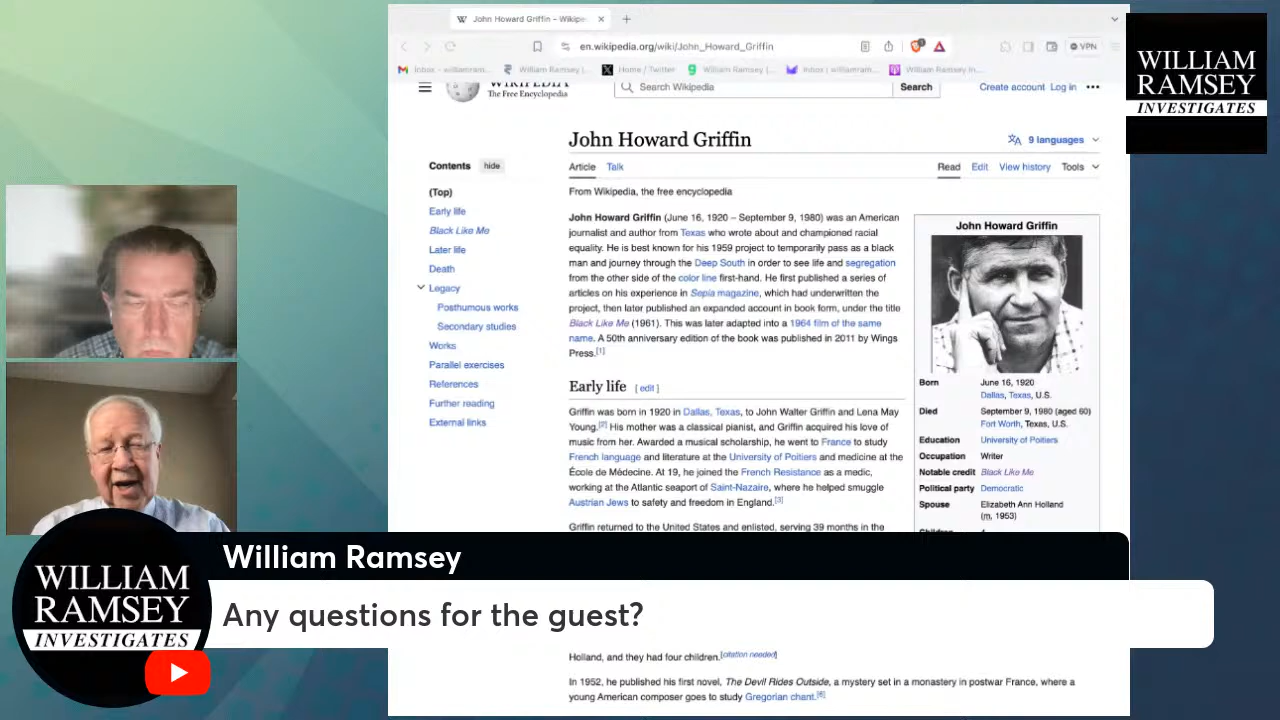 John Howard Griffin - Wikipe
en.wikipedia.org/wiki/John_Howard_Griffin
VPN
Inbox - williamram...
William Ramsey |...
Home / Twitter
William Ramsey |...
Inbox | williamram...
William Ramsey In...
WIKIPEDIA
The Free Encyclopedia
Search Wikipedia
Search
Create account Log in
John Howard Griffin
9 languages
Article Talk
Read Edit View history Tools
From Wikipedia, the free encyclopedia
Contents hide
(Top)
Early life
Black Like Me
Later life
Death
Legacy
Posthumous works
Secondary studies
Works
Parallel exercises
References
Further reading
External links
John Howard Griffin (June 16, 1920 – September 9, 1980) was an American
journalist and author from Texas who wrote about and championed racial
equality. He is best known for his 1959 project to temporarily pass as a black
man and journey through the Deep South in order to see life and segregation
from the other side of the color line first-hand. He first published a series of
articles on his experience in Sepia magazine, which had underwritten the
project, then later published an expanded account in book form, under the title
Black Like Me (1961). This was later adapted into a 1964 film of the same
name. A 50th anniversary edition of the book was published in 2011 by Wings
Press.[1]
Early life [ edit ]
Griffin was born in 1920 in Dallas, Texas, to John Walter Griffin and Lena May
Young.[2] His mother was a classical pianist, and Griffin acquired his love of
music from her. Awarded a musical scholarship, he went to France to study
French language and literature at the University of Poitiers and medicine at the
École de Médecine. At 19, he joined the French Resistance as a medic,
working at the Atlantic seaport of Saint-Nazaire, where he helped smuggle
Austrian Jews to safety and freedom in England.[3]
Griffin returned to the United States and enlisted, serving 39 months in the
John Howard Griffin
Born June 16, 1920
Dallas, Texas, U.S.
Died September 9, 1980 (aged 60)
Fort Worth, Texas, U.S.
Education University of Poitiers
Occupation Writer
Notable credit Black Like Me
Political party Democratic
Spouse Elizabeth Ann Holland
(m. 1953)
Children 4
WILLIAM
RAMSEY
INVESTIGATES
William Ramsey
Any questions for the guest?
WILLIAM
RAMSEY
INVESTIGATES
Holland, and they had four children.[citation needed]
In 1952, he published his first novel, The Devil Rides Outside, a mystery set in a monastery in postwar France, where a
young American composer goes to study Gregorian chant.[6]